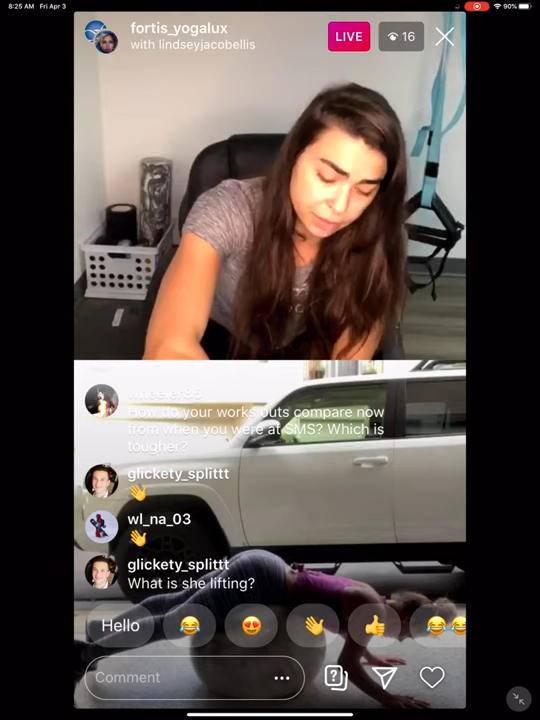 8:25 AM Fri Apr 3
90%
fortis_yogalux
with lindseyjacobellis
LIVE
16
wheeler85
How do your works outs compare now
from when you were at SMS? Which is
tougher?
glickety_splittt
👋
wl_na_03
👋
glickety_splittt
What is she lifting?
Hello 😂 😍 👋 👍 😂
Comment